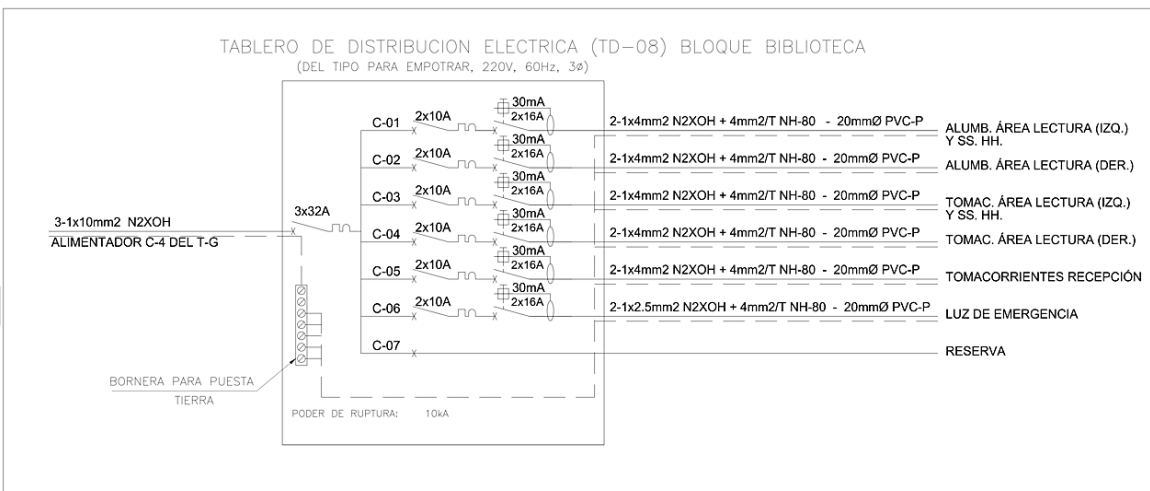 TABLERO DE DISTRIBUCION ELECTRICA (TD-08) BLOQUE BIBLIOTECA
(DEL TIPO PARA EMPOTRAR, 220V, 60Hz, 3ø)
3-1x10mm2 N2XOH
ALIMENTADOR C-4 DEL T-G
3x32A
C-01 2x10A 30mA 2x16A 2-1x4mm2 N2XOH + 4mm2/T NH-80 - 20mmØ PVC-P ALUMB. ÁREA LECTURA (IZQ.)
Y SS. HH.
C-02 2x10A 30mA 2x16A 2-1x4mm2 N2XOH + 4mm2/T NH-80 - 20mmØ PVC-P ALUMB. ÁREA LECTURA (DER.)
C-03 2x10A 30mA 2x16A 2-1x4mm2 N2XOH + 4mm2/T NH-80 - 20mmØ PVC-P TOMAC. ÁREA LECTURA (IZQ.)
Y SS. HH.
C-04 2x10A 30mA 2x16A 2-1x4mm2 N2XOH + 4mm2/T NH-80 - 20mmØ PVC-P TOMAC. ÁREA LECTURA (DER.)
C-05 2x10A 30mA 2x16A 2-1x4mm2 N2XOH + 4mm2/T NH-80 - 20mmØ PVC-P TOMACORRIENTES RECEPCIÓN
C-06 2x10A 30mA 2x16A 2-1x2.5mm2 N2XOH + 4mm2/T NH-80 - 20mmØ PVC-P LUZ DE EMERGENCIA
C-07 RESERVA
BORNERA PARA PUESTA
TIERRA
PODER DE RUPTURA: 10kA